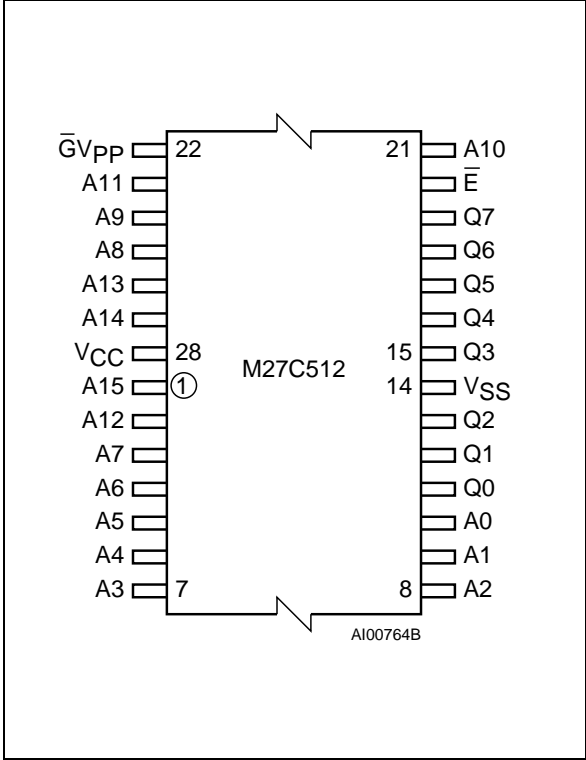 G̅VPP 22 21 A10
A11 E̅
A9 Q7
A8 Q6
A13 Q5
A14 Q4
VCC 28 15 Q3
M27C512
A15 1 14 VSS
A12 Q2
A7 Q1
A6 Q0
A5 A0
A4 A1
A3 7 8 A2
AI00764B